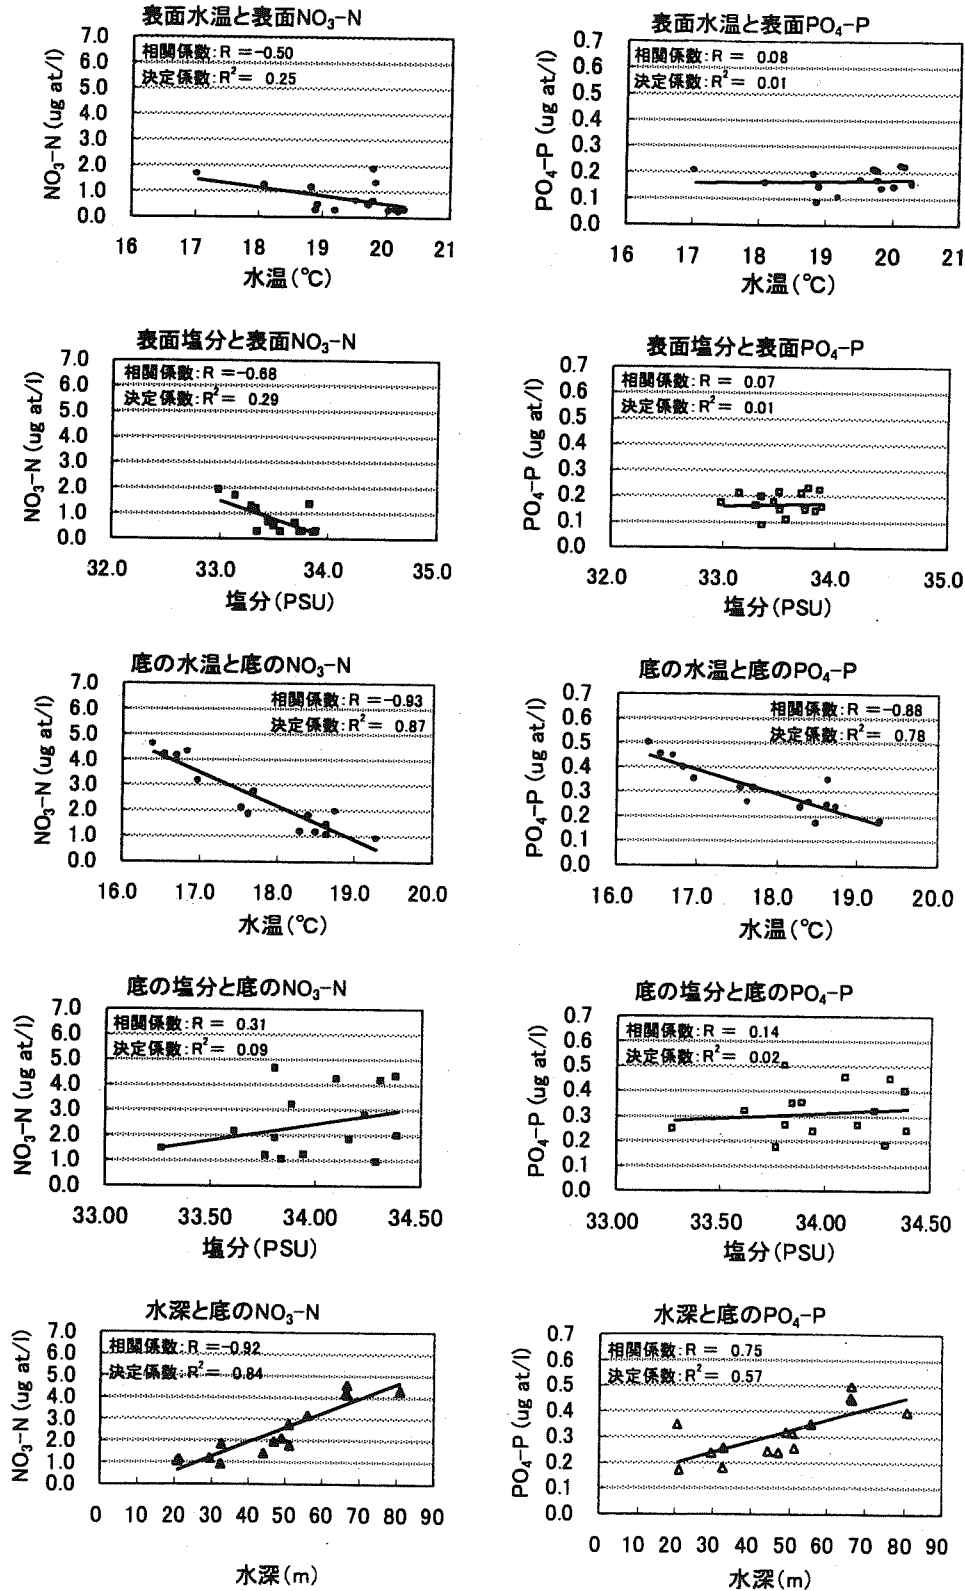 表面水温と表面NO₃-N
NO₃-N (ug at/l)
7.0
6.0
5.0
4.0
3.0
2.0
1.0
0.0
相関係数: R =-0.50
決定係数: R²= 0.25
16 17 18 19 20 21
水温(℃)
表面水温と表面PO₄-P
PO₄-P (ug at/l)
0.7
0.6
0.5
0.4
0.3
0.2
0.1
0.0
相関係数: R = 0.08
決定係数: R²= 0.01
16 17 18 19 20 21
水温(℃)
表面塩分と表面NO₃-N
NO₃-N (ug at/l)
7.0
6.0
5.0
4.0
3.0
2.0
1.0
0.0
相関係数: R =-0.68
決定係数: R²= 0.29
32.0 33.0 34.0 35.0
塩分(PSU)
表面塩分と表面PO₄-P
PO₄-P (ug at/l)
0.7
0.6
0.5
0.4
0.3
0.2
0.1
0.0
相関係数: R = 0.07
決定係数: R²= 0.01
32.0 33.0 34.0 35.0
塩分(PSU)
底の水温と底のNO₃-N
NO₃-N (ug at/l)
7.0
6.0
5.0
4.0
3.0
2.0
1.0
0.0
相関係数: R =-0.93
決定係数: R²= 0.87
16.0 17.0 18.0 19.0 20.0
水温(℃)
底の水温と底のPO₄-P
PO₄-P (ug at/l)
0.7
0.6
0.5
0.4
0.3
0.2
0.1
0.0
相関係数: R =-0.88
決定係数: R²= 0.78
16.0 17.0 18.0 19.0 20.0
水温(℃)
底の塩分と底のNO₃-N
NO₃-N (ug at/l)
7.0
6.0
5.0
4.0
3.0
2.0
1.0
0.0
相関係数: R = 0.31
決定係数: R²= 0.09
33.00 33.50 34.00 34.50
塩分(PSU)
底の塩分と底のPO₄-P
PO₄-P (ug at/l)
0.7
0.6
0.5
0.4
0.3
0.2
0.1
0.0
相関係数: R = 0.14
決定係数: R²= 0.02
33.00 33.50 34.00 34.50
塩分(PSU)
水深と底のNO₃-N
NO₃-N (ug at/l)
7.0
6.0
5.0
4.0
3.0
2.0
1.0
0.0
相関係数: R =-0.92
決定係数: R²= 0.84
0 10 20 30 40 50 60 70 80 90
水深(m)
水深と底のPO₄-P
PO₄-P (ug at/l)
0.7
0.6
0.5
0.4
0.3
0.2
0.1
0.0
相関係数: R = 0.75
決定係数: R²= 0.57
0 10 20 30 40 50 60 70 80 90
水深(m)